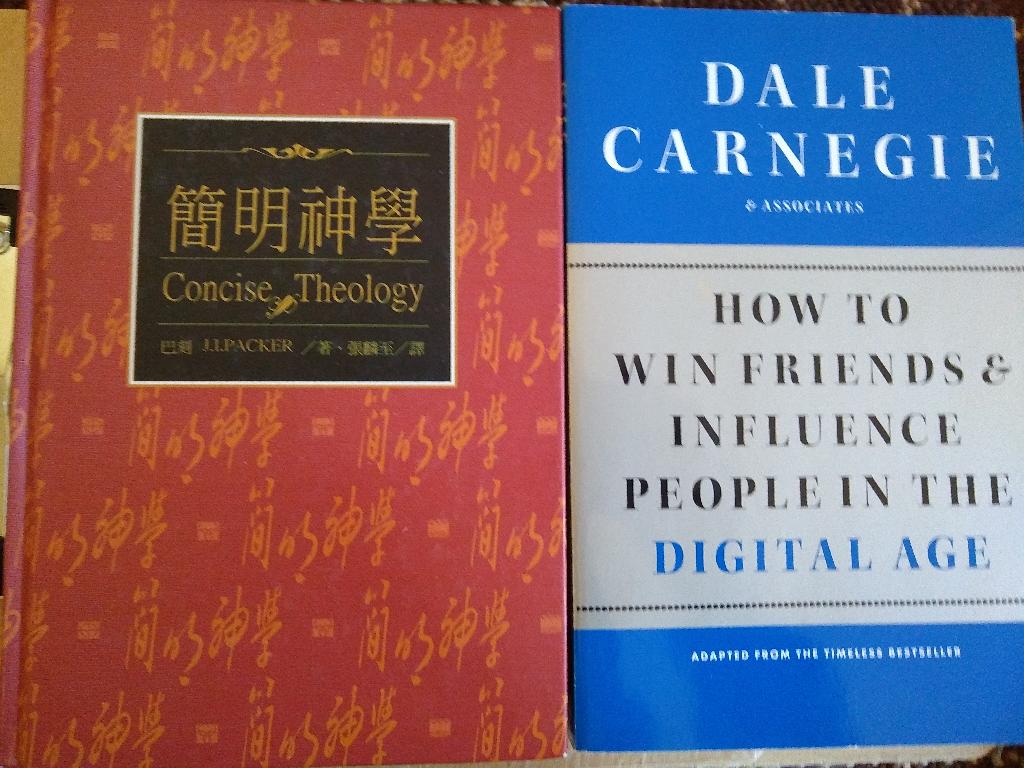 簡明神學
Concise Theology
巴刻 J.I.PACKER／著、張麟至／譯
DALE
CARNEGIE
& ASSOCIATES
HOW TO
WIN FRIENDS &
INFLUENCE
PEOPLE IN THE
DIGITAL AGE
ADAPTED FROM THE TIMELESS BESTSELLER